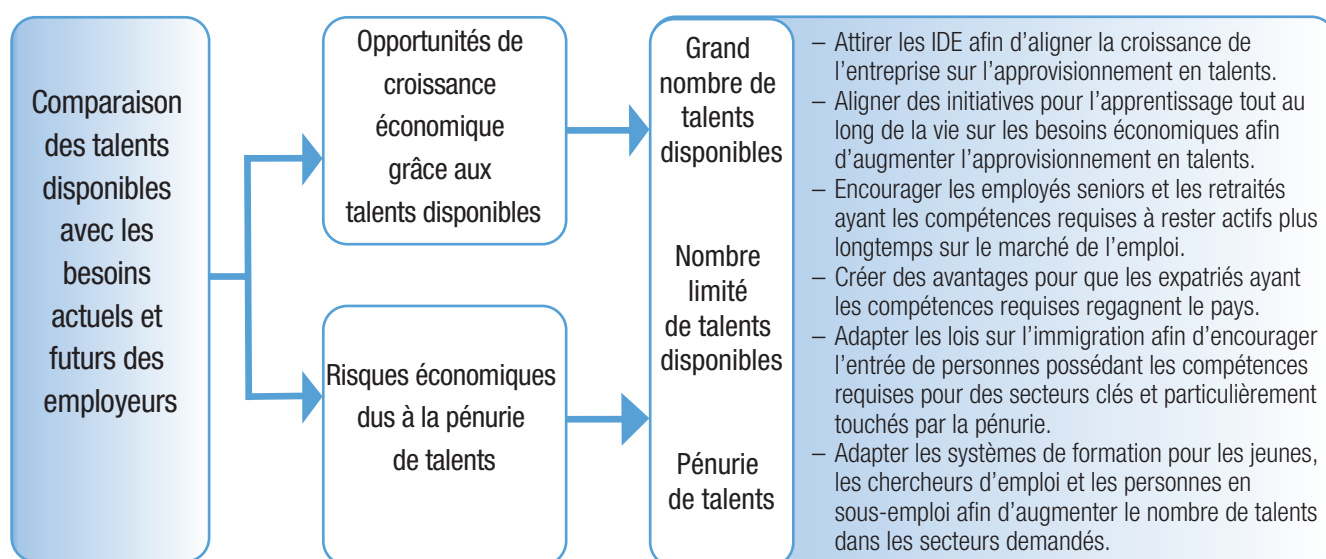 Comparaison
des talents
disponibles
avec les
besoins
actuels et
futurs des
employeurs
Opportunités de
croissance
économique
grâce aux
talents disponibles
Risques économiques
dus à la pénurie
de talents
Grand
nombre de
talents
disponibles
Nombre
limité
de talents
disponibles
Pénurie
de talents
– Attirer les IDE afin d’aligner la croissance de
l’entreprise sur l’approvisionnement en talents.
– Aligner des initiatives pour l’apprentissage tout au
long de la vie sur les besoins économiques afin
d’augmenter l’approvisionnement en talents.
– Encourager les employés seniors et les retraités
ayant les compétences requises à rester actifs plus
longtemps sur le marché de l’emploi.
– Créer des avantages pour que les expatriés ayant
les compétences requises regagnent le pays.
– Adapter les lois sur l’immigration afin d’encourager
l’entrée de personnes possédant les compétences
requises pour des secteurs clés et particulièrement
touchés par la pénurie.
– Adapter les systèmes de formation pour les jeunes,
les chercheurs d’emploi et les personnes en
sous-emploi afin d’augmenter le nombre de talents
dans les secteurs demandés.